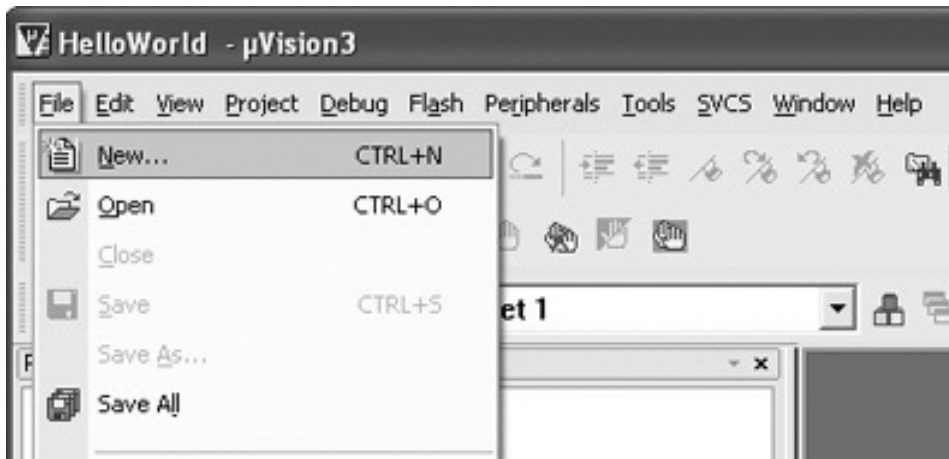 HelloWorld - µVision3
File Edit View Project Debug Flash Peripherals Tools SVCS Window Help
New... CTRL+N
Open CTRL+O
Close
Save CTRL+S
et 1
Save As...
Save All